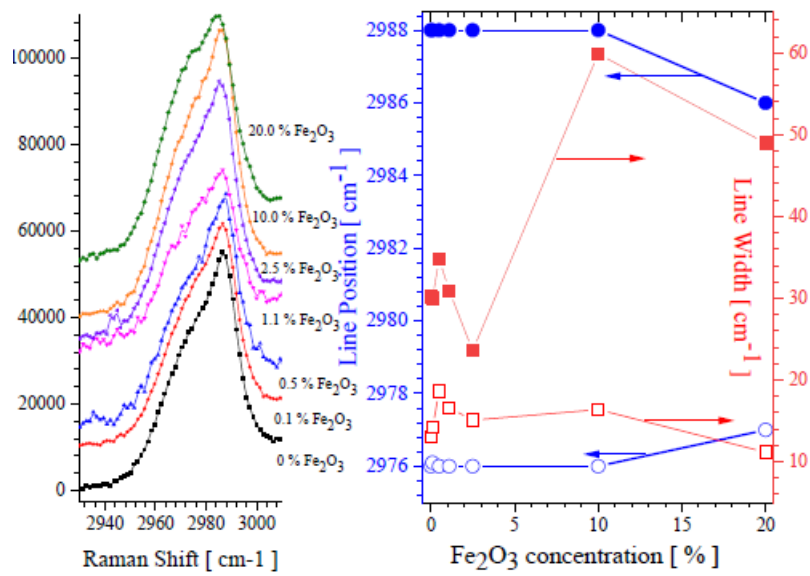 100000
80000
60000
40000
20000
0
2940 2960 2980 3000
Raman Shift [ cm-1 ]
20.0 % Fe₂O₃
10.0 % Fe₂O₃
2.5 % Fe₂O₃
1.1 % Fe₂O₃
0.5 % Fe₂O₃
0.1 % Fe₂O₃
0 % Fe₂O₃
Line Position [ cm⁻¹ ]
2988
2986
2984
2982
2980
2978
2976
0 5 10 15 20
Fe₂O₃ concentration [ % ]
60
50
40
30
20
10
Line Width [ cm⁻¹ ]